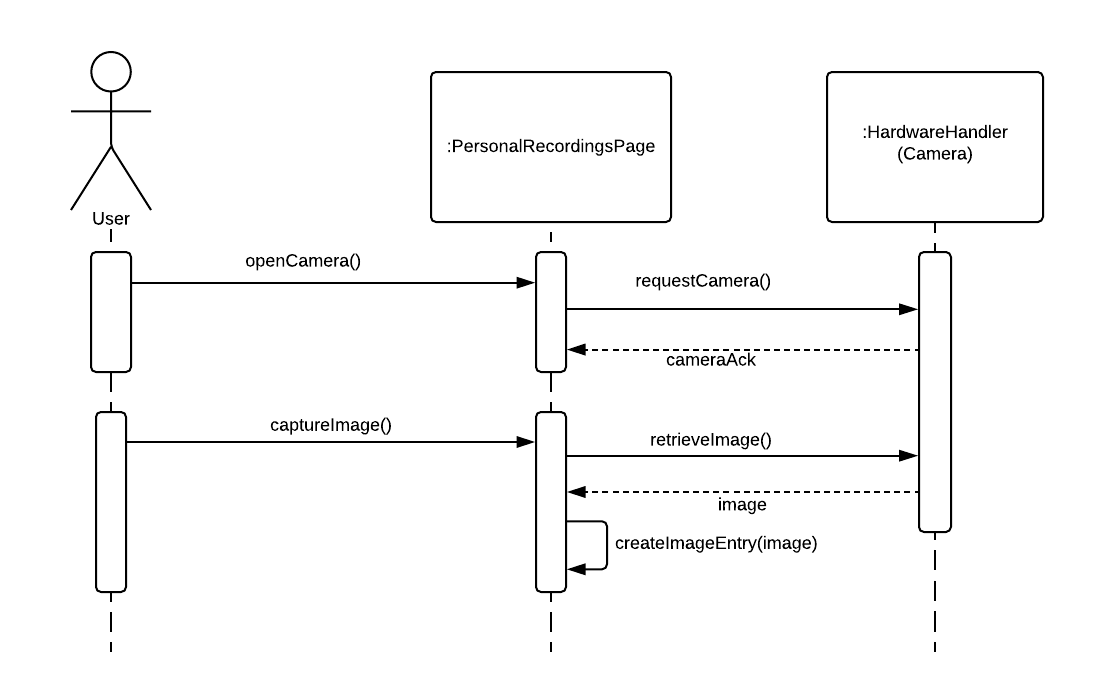 :PersonalRecordingsPage
:HardwareHandler
(Camera)
User
openCamera()
requestCamera()
cameraAck
captureImage()
retrieveImage()
image
createImageEntry(image)